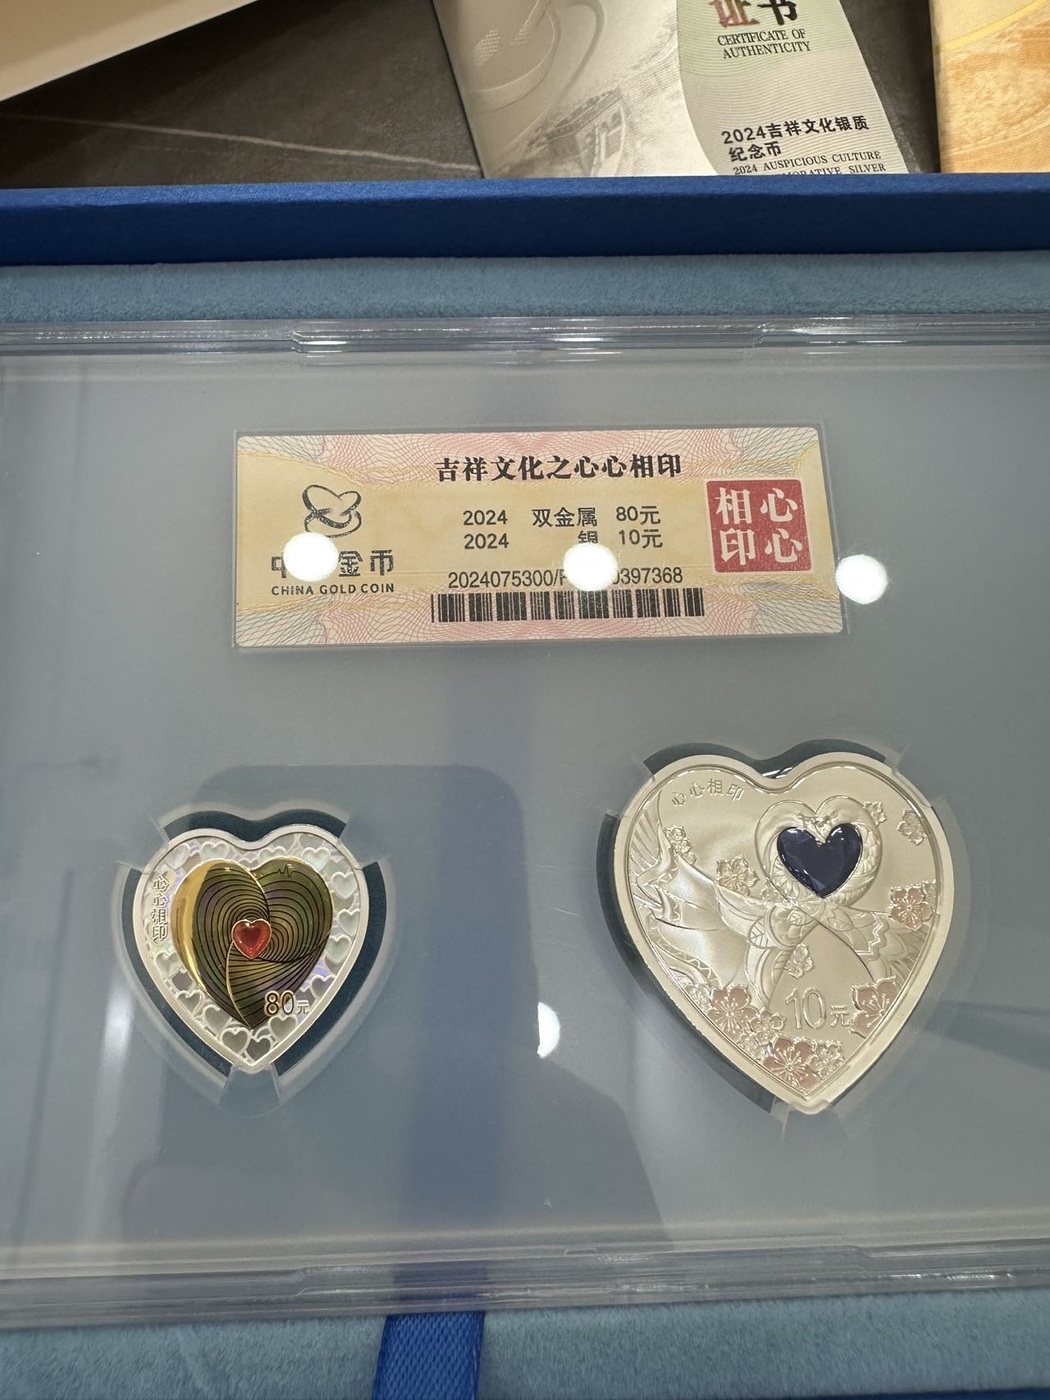 证书
CERTIFICATE OF
AUTHENTICITY
2024吉祥文化银质
纪念币
2024 AUSPICIOUS CULTURE
SILVER
吉祥文化之心心相印
2024 双金属 80元
2024 银 10元
金币
CHINA GOLD COIN
2024075300/
0397368
心心
相印
心心相印
80元
心心相印
10元